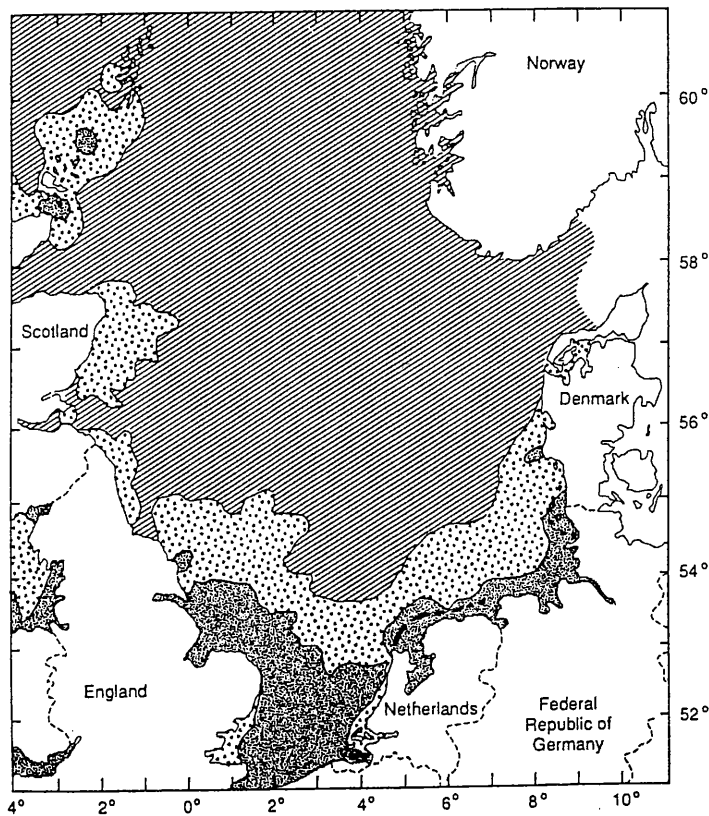 Norway
60°
58°
Scotland
Denmark
56°
54°
England
Netherlands
Federal
Republic of
Germany
52°
4° 2° 0° 2° 4° 6° 8° 10°